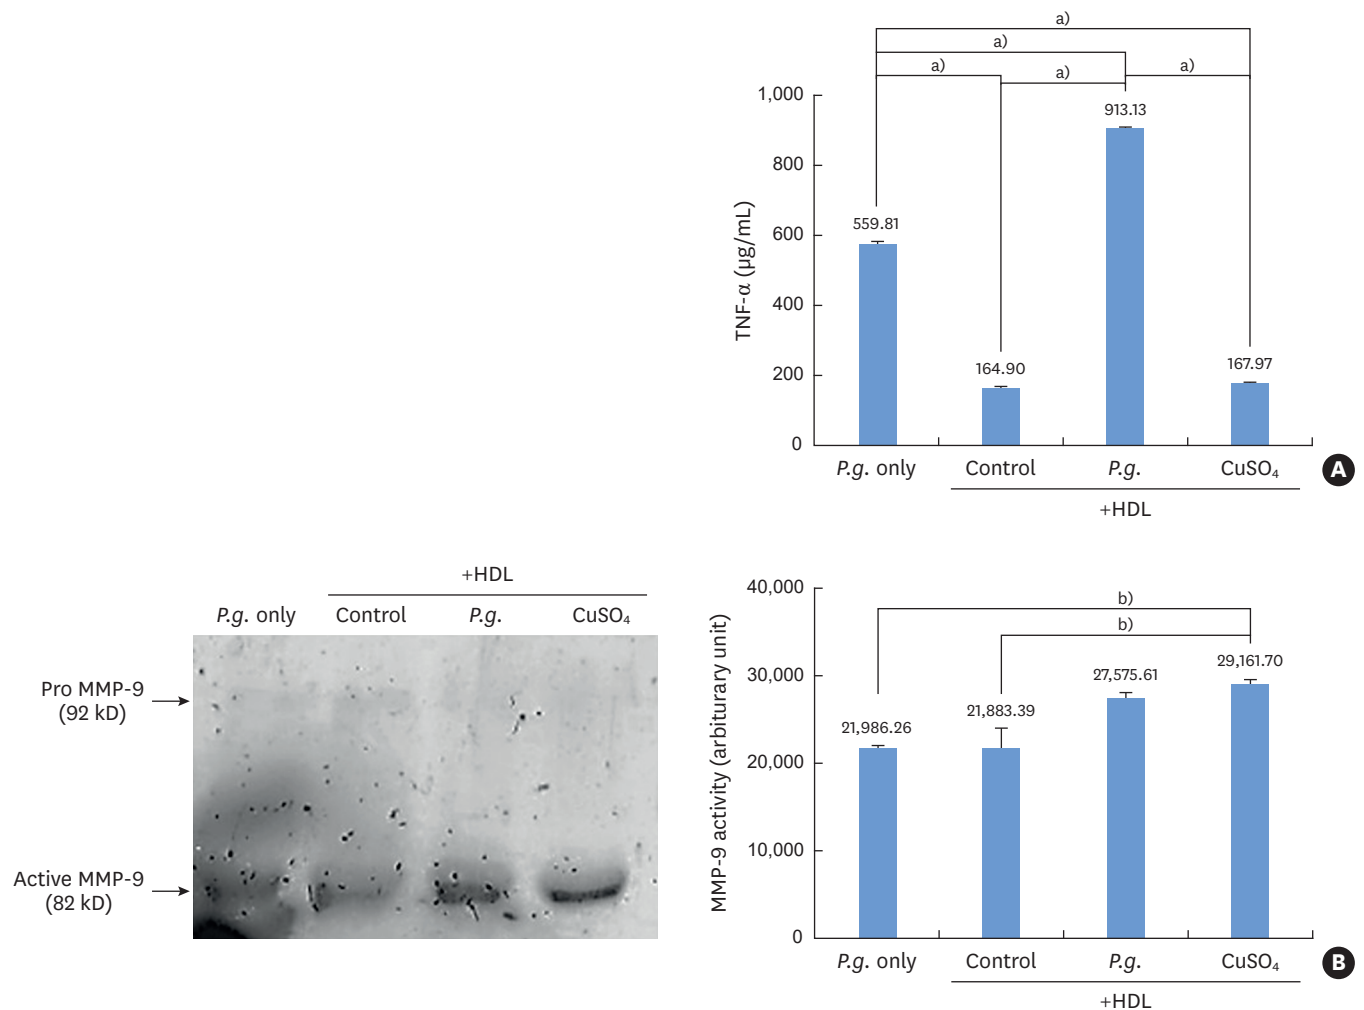 a)
a)
a) a) a)
1,000
800
600
400
200
0
TNF-α (μg/mL)
913.13
559.81
164.90
167.97
P.g. only Control P.g. CuSO₄
+HDL
A
+HDL
P.g. only Control P.g. CuSO₄
Pro MMP-9
(92 kD)
Active MMP-9
(82 kD)
40,000
30,000
20,000
10,000
0
MMP-9 activity (arbiturary unit)
b)
b)
21,986.26
21,883.39
27,575.61
29,161.70
P.g. only Control P.g. CuSO₄
+HDL
B